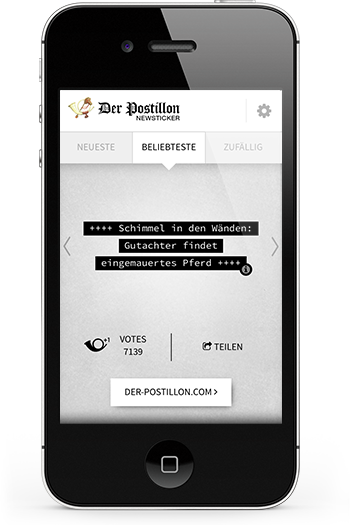 Der Postillon
NEWSTICKER
NEUESTE
BELIEBTESTE
ZUFÄLLIG
++++ Schimmel in den Wänden:
Gutachter findet
eingemauertes Pferd ++++
i
+1
VOTES
7139
TEILEN
DER-POSTILLON.COM >